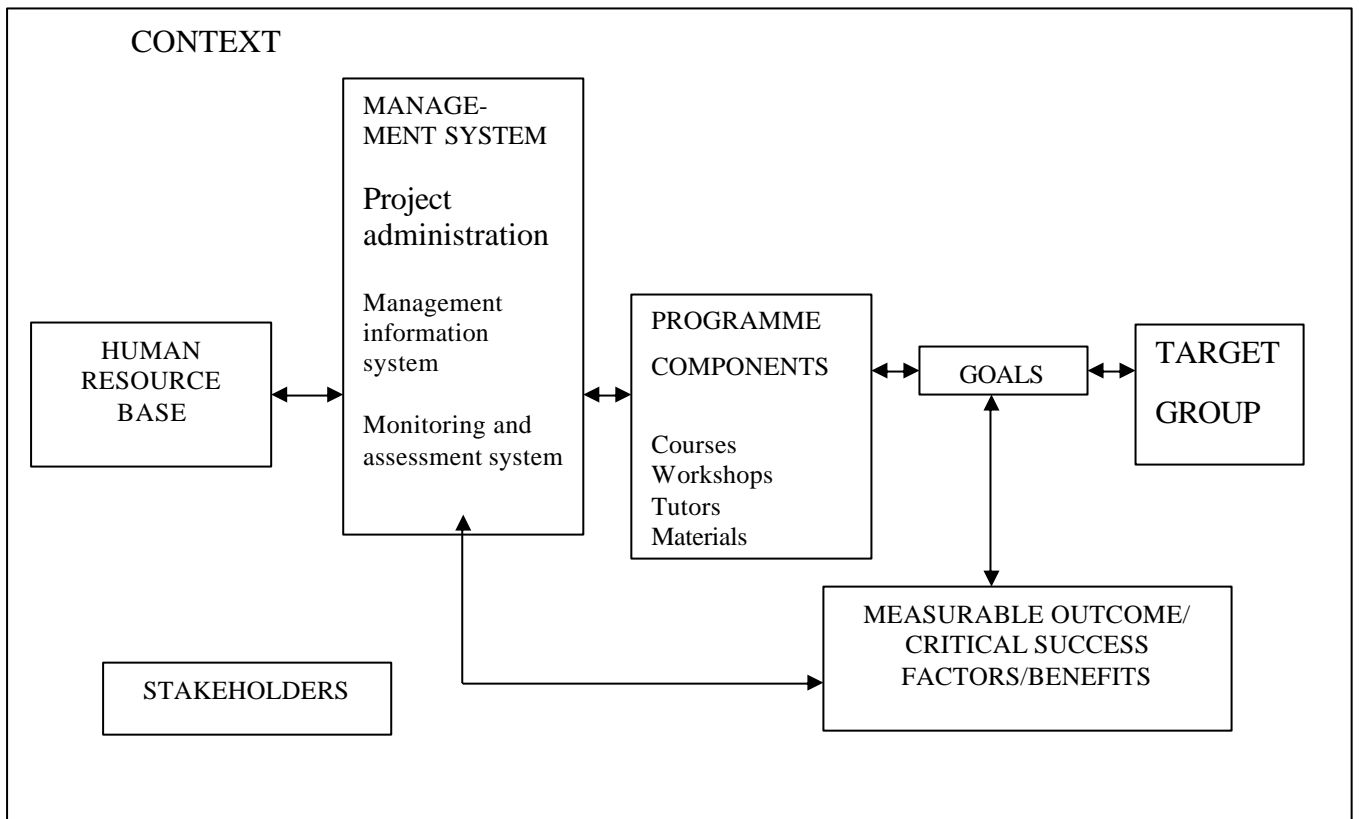 CONTEXT
MANAGE-
MENT SYSTEM
Project
administration
Management
information
system
Monitoring and
assessment system
HUMAN
RESOURCE
BASE
PROGRAMME
COMPONENTS
Courses
Workshops
Tutors
Materials
GOALS
TARGET
GROUP
MEASURABLE OUTCOME/
CRITICAL SUCCESS
FACTORS/BENEFITS
STAKEHOLDERS